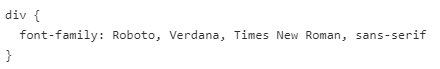 div {
  font-family: Roboto, Verdana, Times New Roman, sans-serif
}